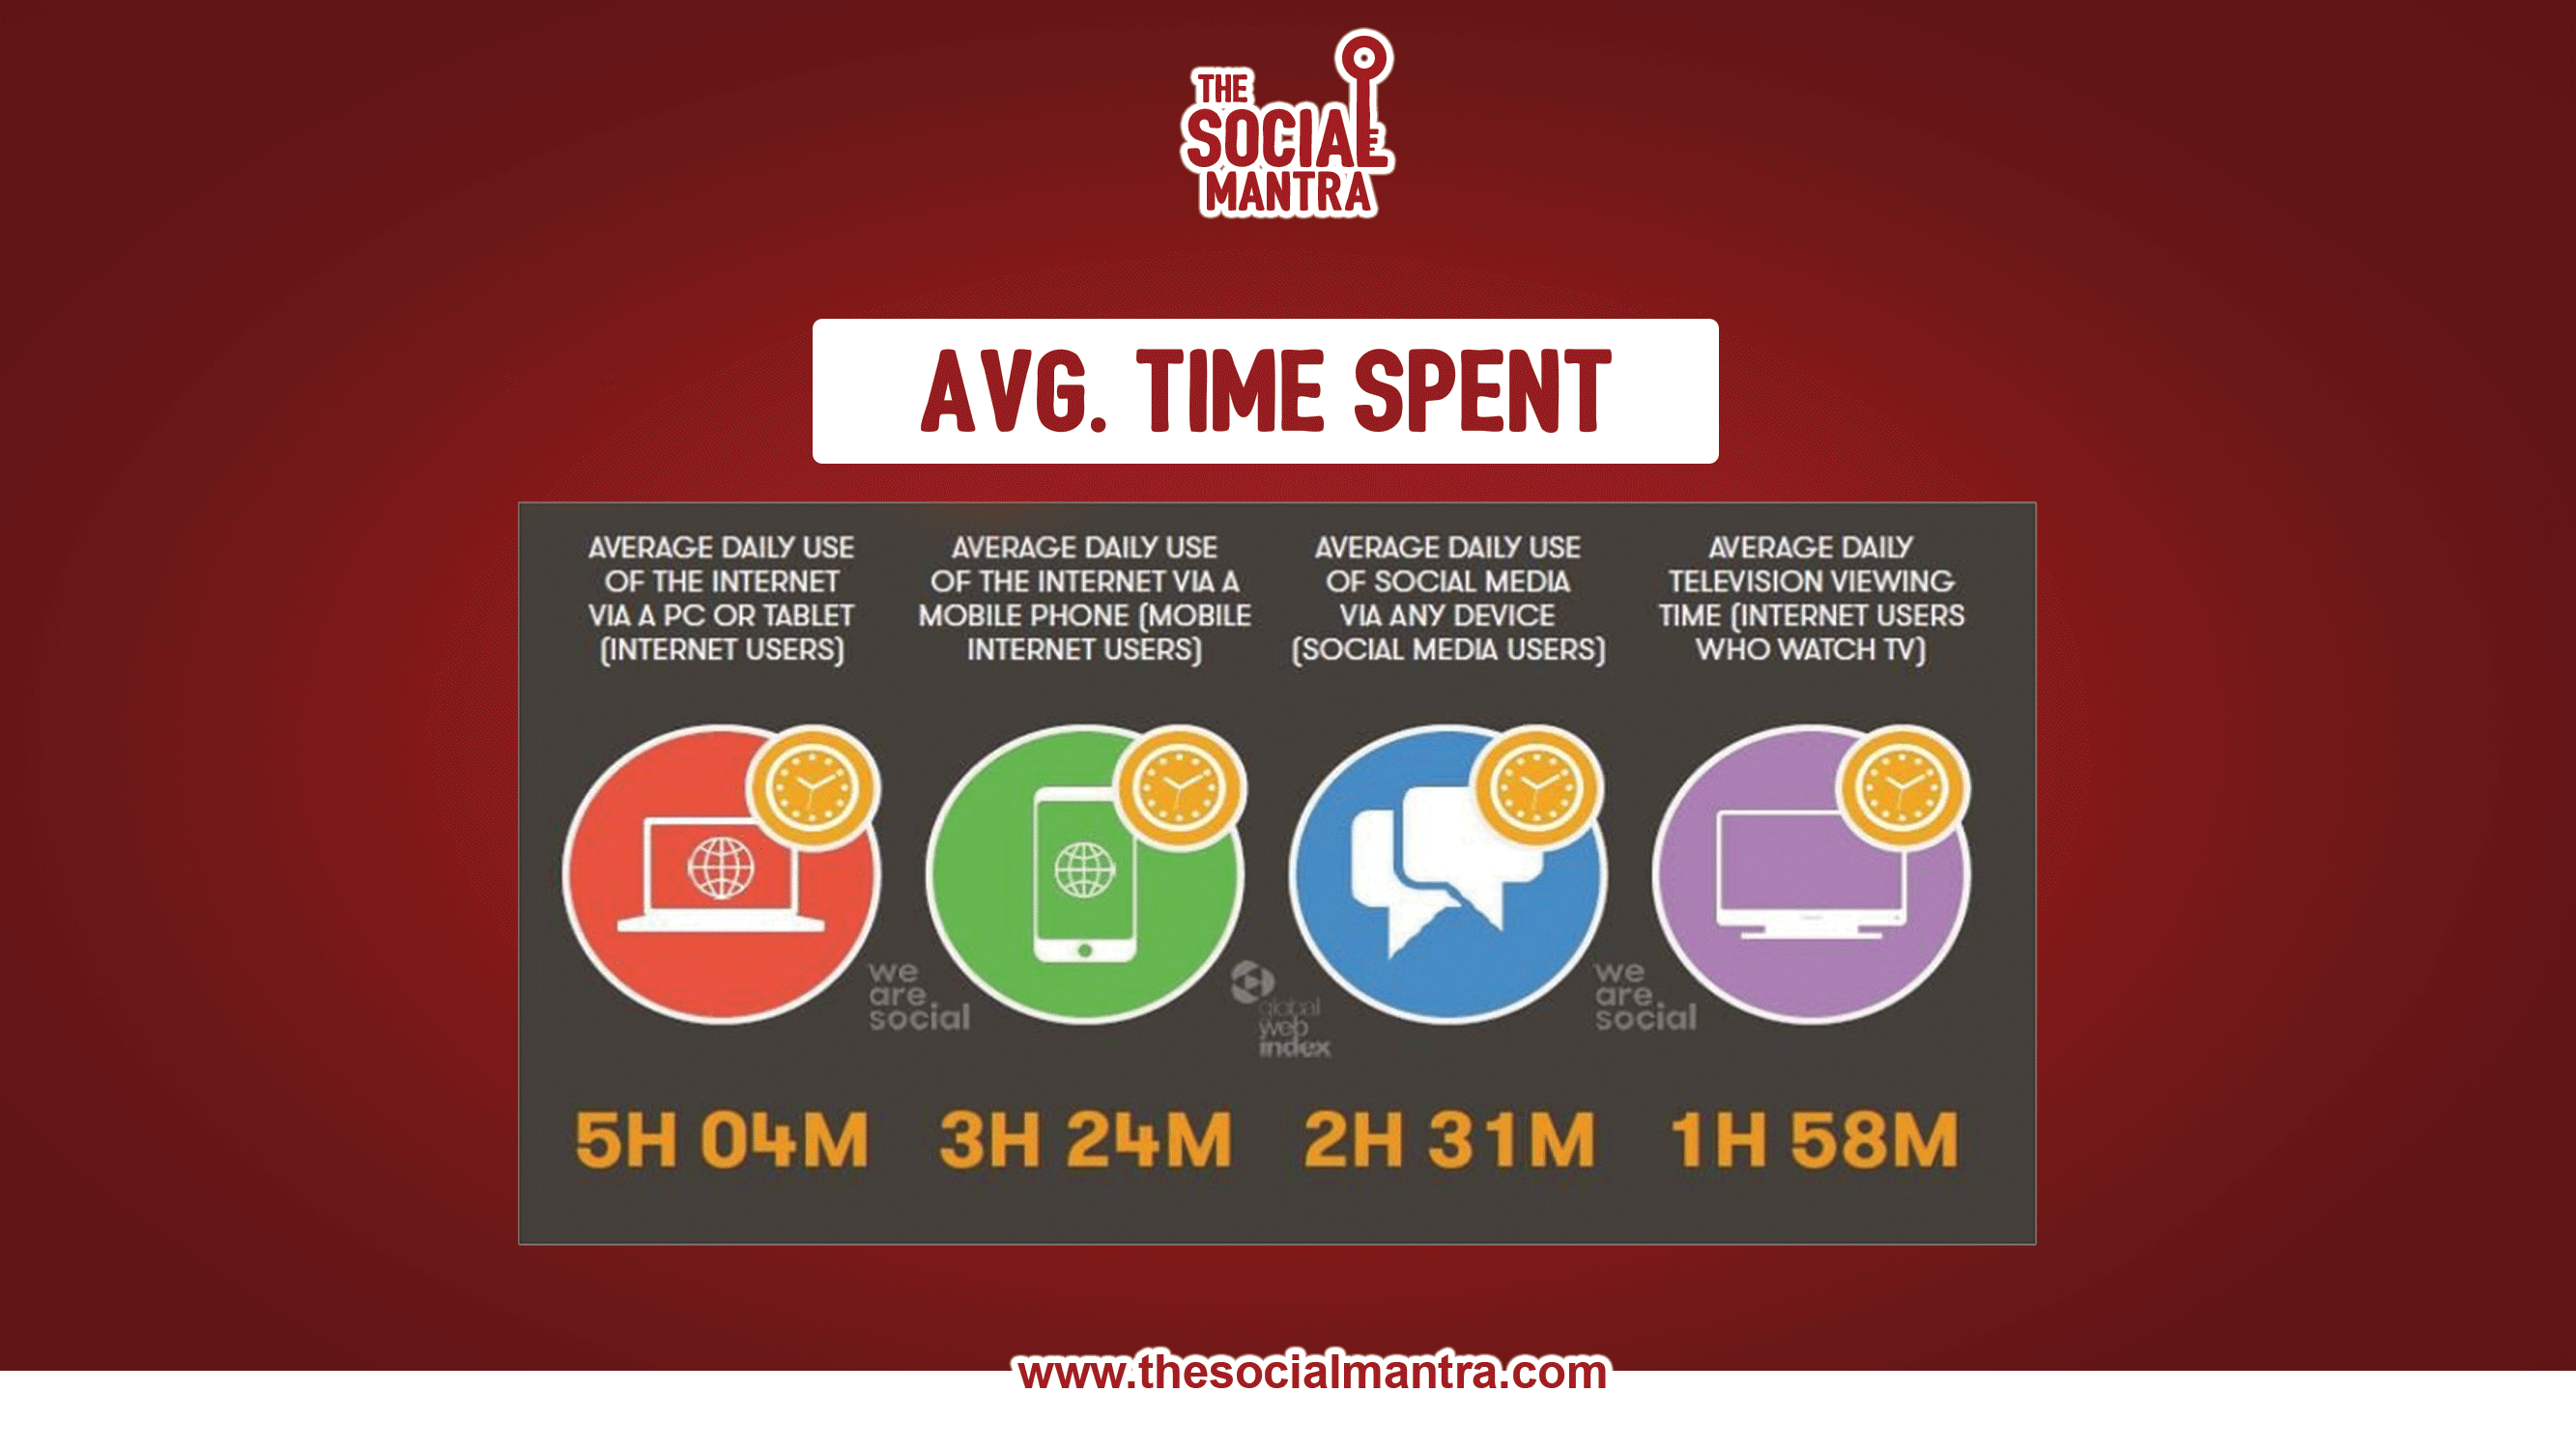 THE
SOCIAL
MANTRA
AVG. TIME SPENT
AVERAGE DAILY USE
OF THE INTERNET
VIA A PC OR TABLET
(INTERNET USERS)
AVERAGE DAILY USE
OF THE INTERNET VIA A
MOBILE PHONE (MOBILE
INTERNET USERS)
AVERAGE DAILY USE
OF SOCIAL MEDIA
VIA ANY DEVICE
(SOCIAL MEDIA USERS)
AVERAGE DAILY
TELEVISION VIEWING
TIME (INTERNET USERS
WHO WATCH TV)
we
are
social
global
web
index
we
are
social
5H 04M
3H 24M
2H 31M
1H 58M
www.thesocialmantra.com